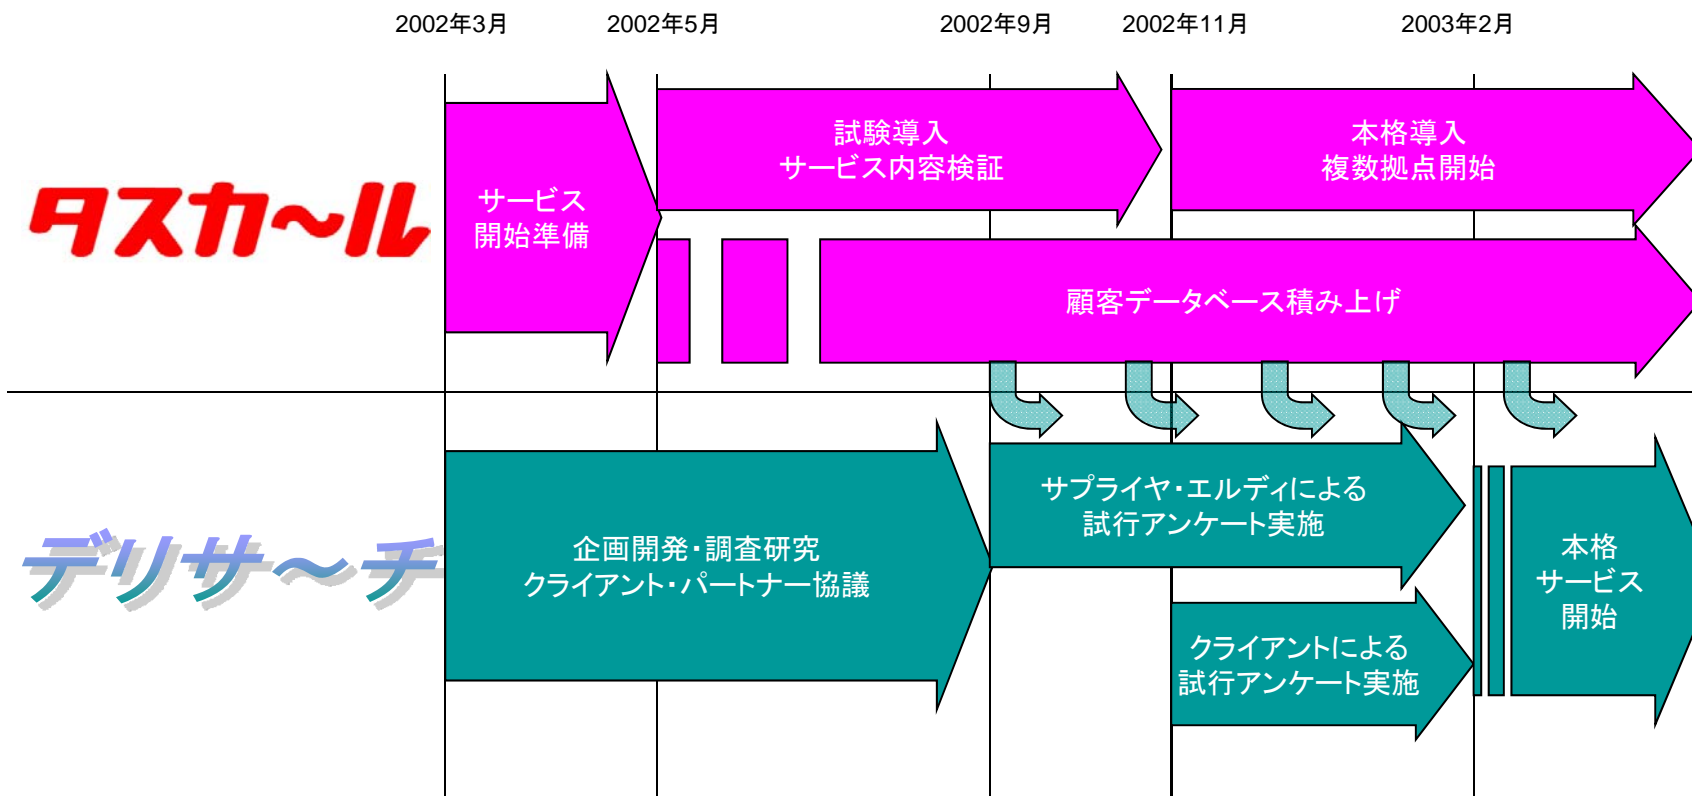 2002年3月
2002年5月
2002年9月
2002年11月
2003年2月
タスカ～ル
サービス
開始準備
試験導入
サービス内容検証
本格導入
複数拠点開始
顧客データベース積み上げ
デリサ～チ
企画開発・調査研究
クライアント・パートナー協議
サプライヤ・エルディによる
試行アンケート実施
クライアントによる
試行アンケート実施
本格
サービス
開始